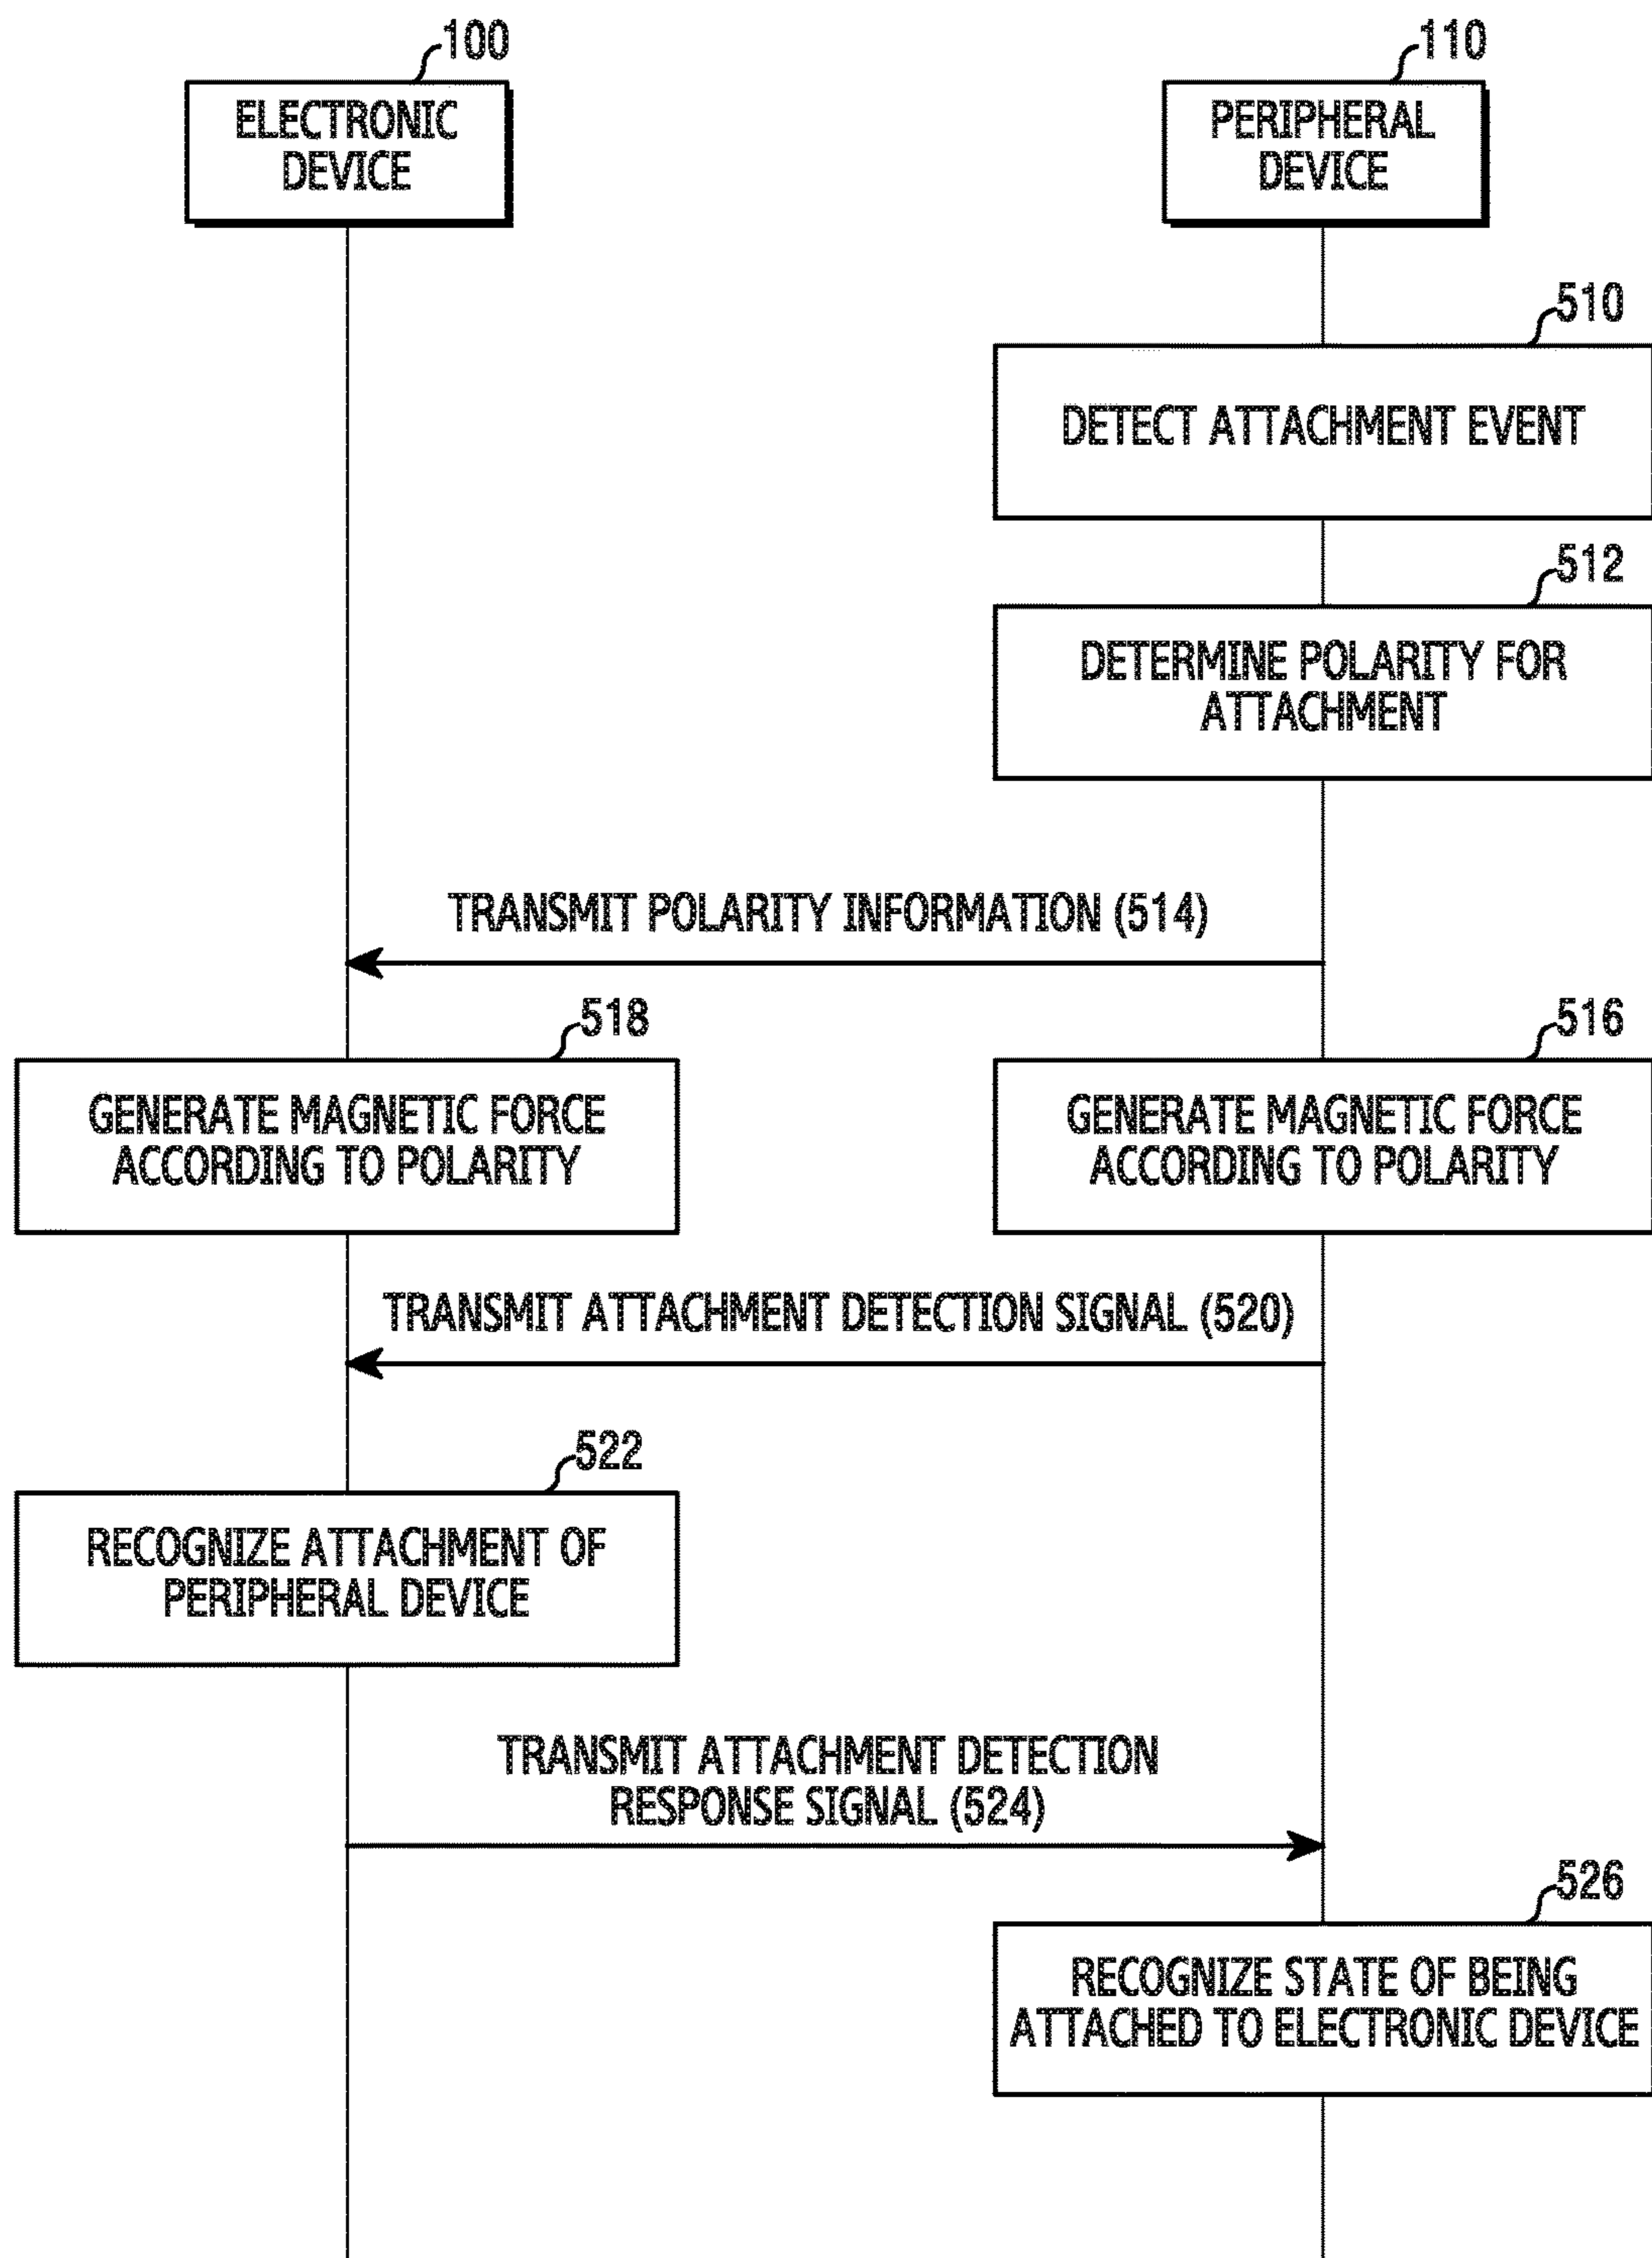 100
110
ELECTRONIC
DEVICE
PERIPHERAL
DEVICE
510
DETECT ATTACHMENT EVENT
512
DETERMINE POLARITY FOR
ATTACHMENT
TRANSMIT POLARITY INFORMATION (514)
518
516
GENERATE MAGNETIC FORCE
ACCORDING TO POLARITY
GENERATE MAGNETIC FORCE
ACCORDING TO POLARITY
TRANSMIT ATTACHMENT DETECTION SIGNAL (520)
522
RECOGNIZE ATTACHMENT OF
PERIPHERAL DEVICE
TRANSMIT ATTACHMENT DETECTION
RESPONSE SIGNAL (524)
526
RECOGNIZE STATE OF BEING
ATTACHED TO ELECTRONIC DEVICE